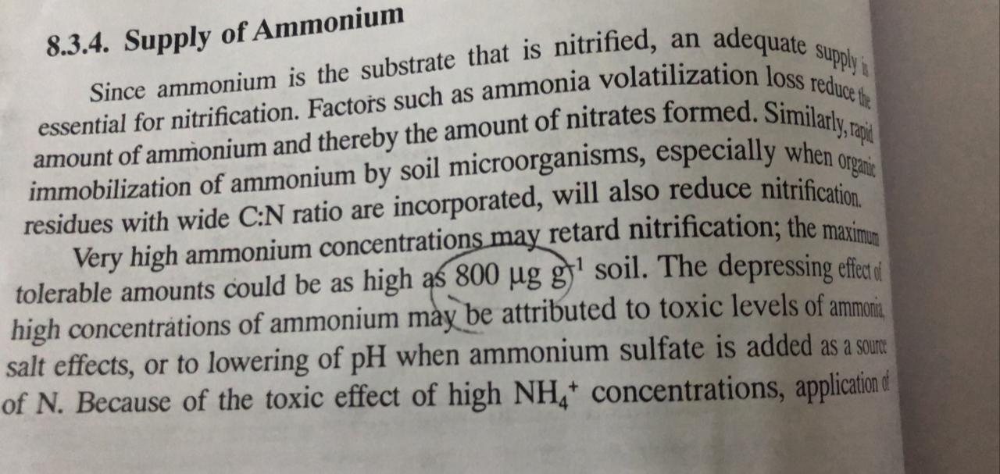 8.3.4. Supply of Ammonium
Since ammonium is the substrate that is nitrified, an adequate supply is
essential for nitrification. Factors such as ammonia volatilization loss reduce the
amount of ammonium and thereby the amount of nitrates formed. Similarly, rapid
immobilization of ammonium by soil microorganisms, especially when organic
residues with wide C:N ratio are incorporated, will also reduce nitrification.
Very high ammonium concentrations may retard nitrification; the maximum
tolerable amounts could be as high as 800 µg g⁻¹ soil. The depressing effect of
high concentrations of ammonium may be attributed to toxic levels of ammonia,
salt effects, or to lowering of pH when ammonium sulfate is added as a source
of N. Because of the toxic effect of high NH₄⁺ concentrations, application of